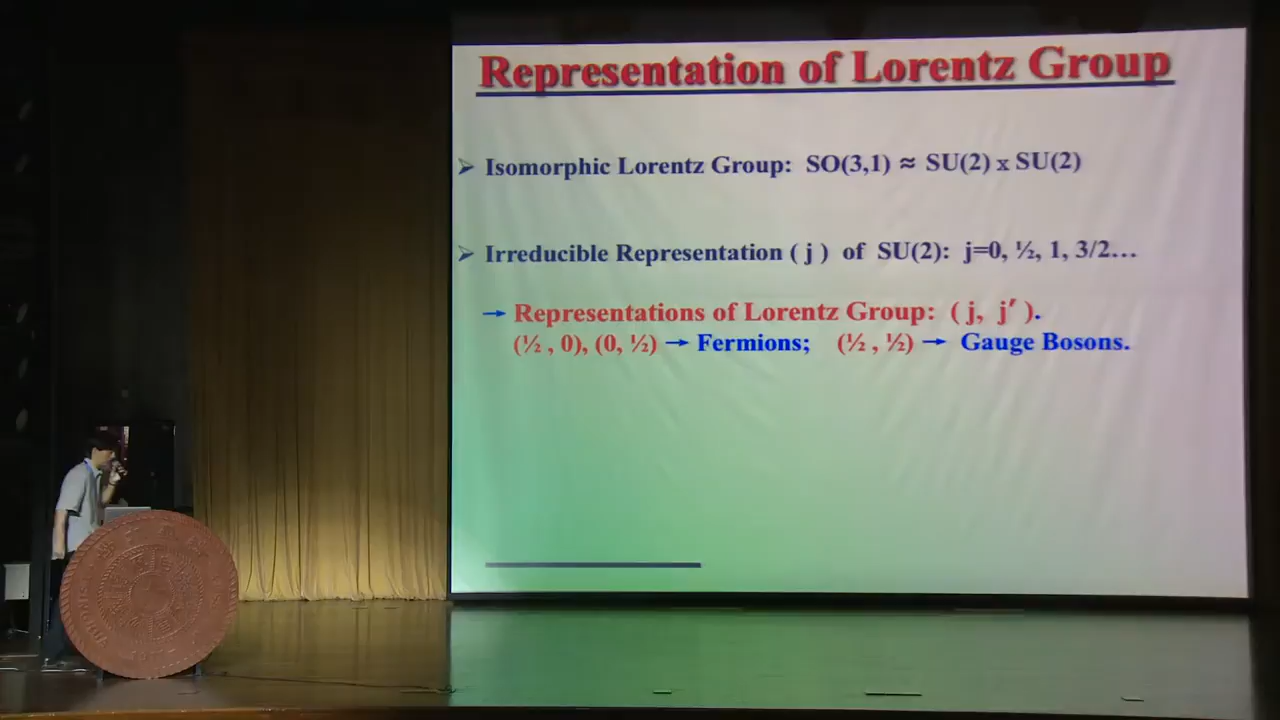 Representation of Lorentz Group
➢ Isomorphic Lorentz Group: SO(3,1) ≈ SU(2) x SU(2)
➢ Irreducible Representation ( j ) of SU(2): j=0, ½, 1, 3/2…
→ Representations of Lorentz Group: ( j, j′ ).
(½ , 0), (0, ½) → Fermions; (½ , ½) → Gauge Bosons.